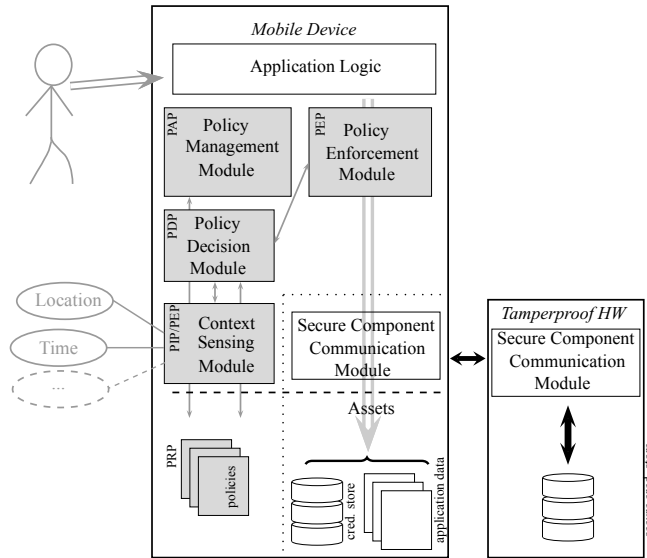 Mobile Device
Application Logic
PAP
Policy
Management
Module
PEP
Policy
Enforcement
Module
PDP
Policy
Decision
Module
Location
Time
...
PIP/PEP
Context
Sensing
Module
Secure Component
Communication
Module
Tamperproof HW
Secure Component
Communication
Module
Assets
PRP
policies
cred. store
application data